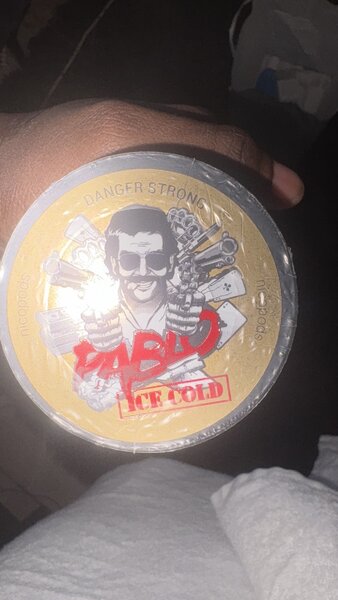 DANGER STRONG
nicopods
nicopods
PABLO
ICE COLD